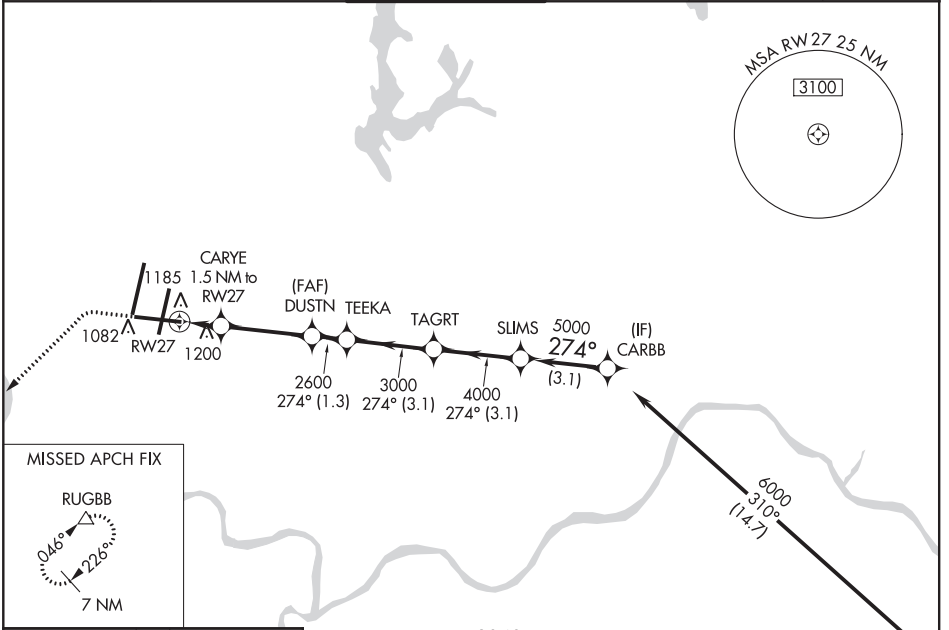 MSA RW27 25 NM
3100
CARYE
1.5 NM to
RW27
1185
1082
RW27
1200
(FAF)
DUSTN
TEEKA
TAGRT
SLIMS
5000
274°
(3.1)
(IF)
CARBB
2600
274° (1.3)
3000
274° (3.1)
4000
274° (3.1)
6000
310°
(14.7)
MISSED APCH FIX
RUGBB
046°
226°
7 NM